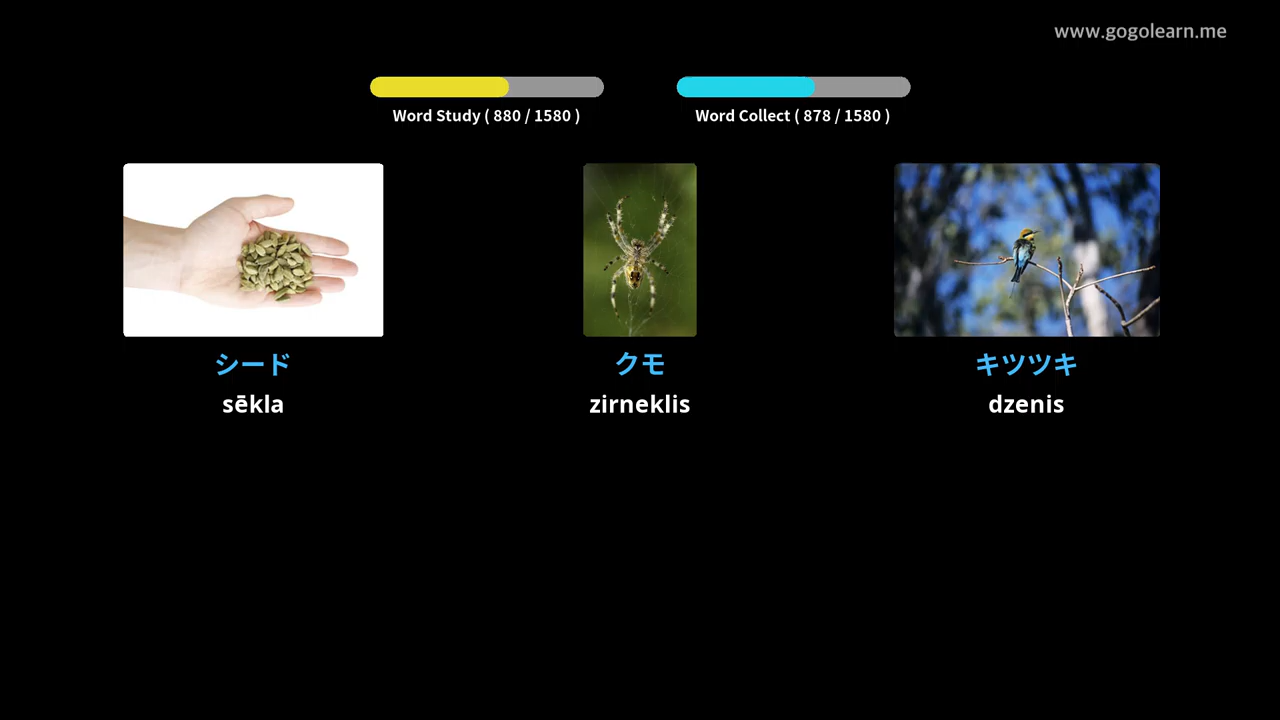 www.gogolearn.me
Word Study ( 880 / 1580 )
Word Collect ( 878 / 1580 )
シード
クモ
キツツキ
sēkla
zirneklis
dzenis